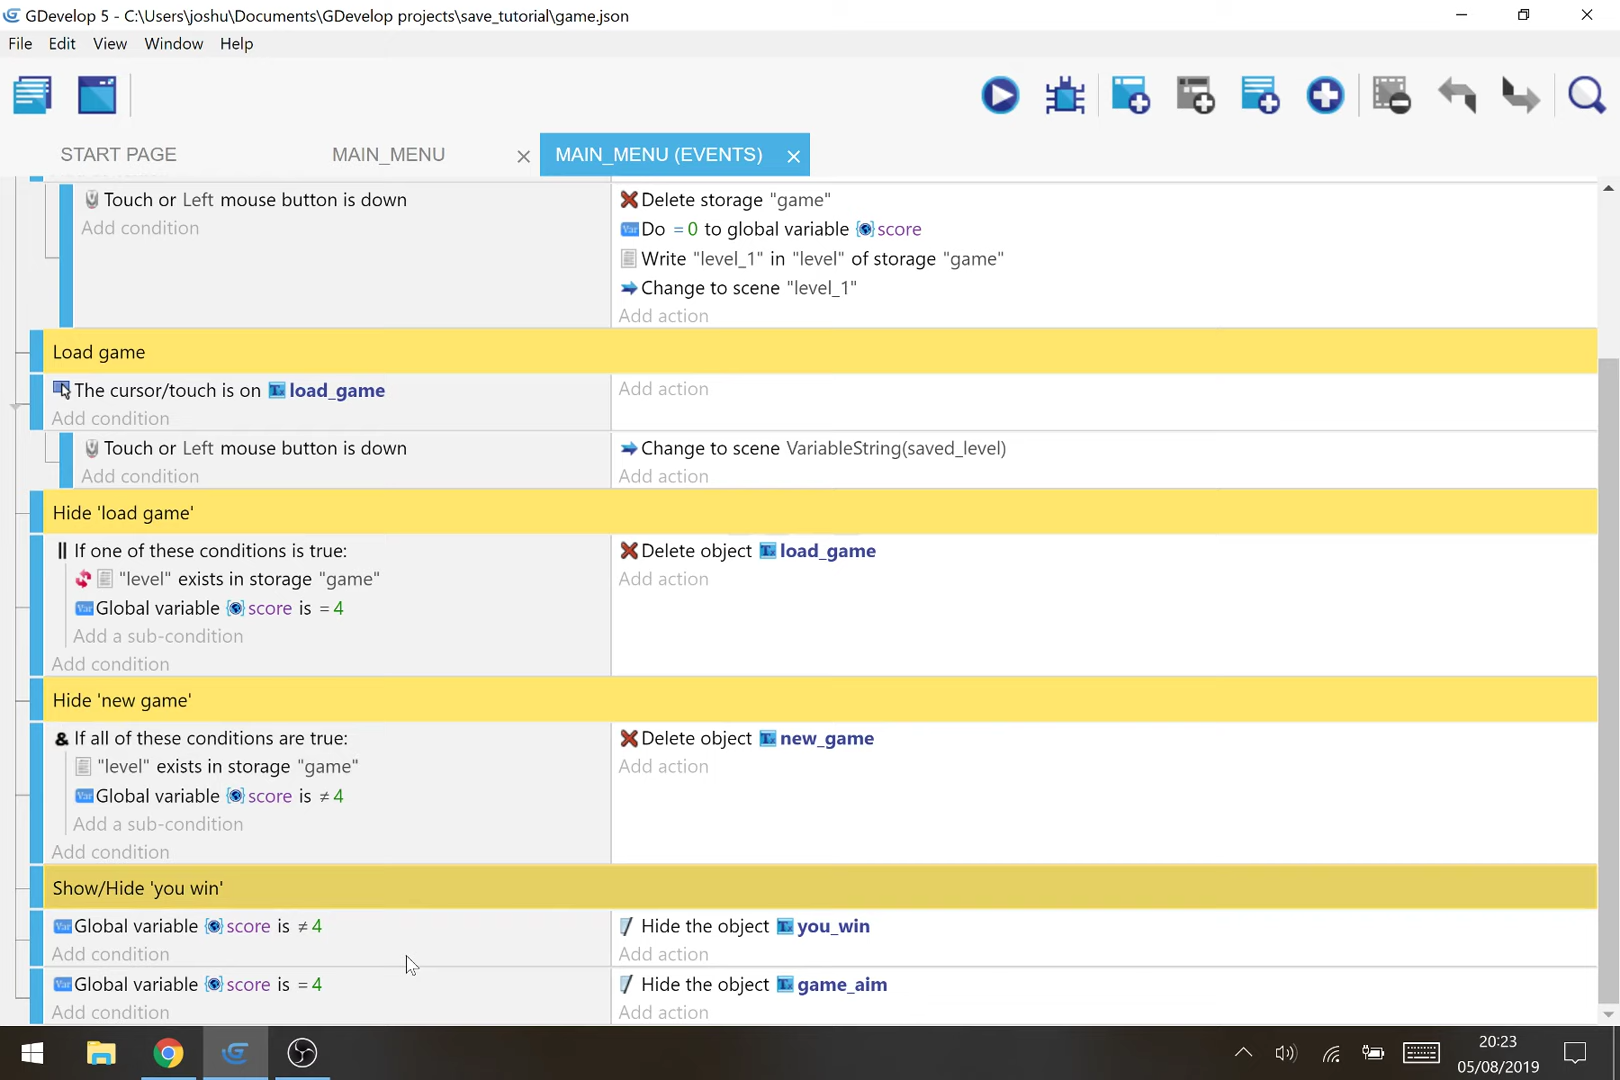 GDevelop 5 - C:\Users\joshu\Documents\GDevelop projects\save_tutorial\game.json
File Edit View Window Help
START PAGE MAIN_MENU MAIN_MENU (EVENTS)
Touch or Left mouse button is down
Add condition
Delete storage "game"
Do = 0 to global variable score
Write "level_1" in "level" of storage "game"
Change to scene "level_1"
Add action
Load game
The cursor/touch is on load_game
Add condition
Add action
Touch or Left mouse button is down
Add condition
Change to scene VariableString(saved_level)
Add action
Hide 'load game'
If one of these conditions is true:
"level" exists in storage "game"
Global variable score is = 4
Add a sub-condition
Add condition
Delete object load_game
Add action
Hide 'new game'
& If all of these conditions are true:
"level" exists in storage "game"
Global variable score is ≠ 4
Add a sub-condition
Add condition
Delete object new_game
Add action
Show/Hide 'you win'
Global variable score is ≠ 4
Add condition
Hide the object you_win
Add action
Global variable score is = 4
Add condition
Hide the object game_aim
Add action
20:23
05/08/2019